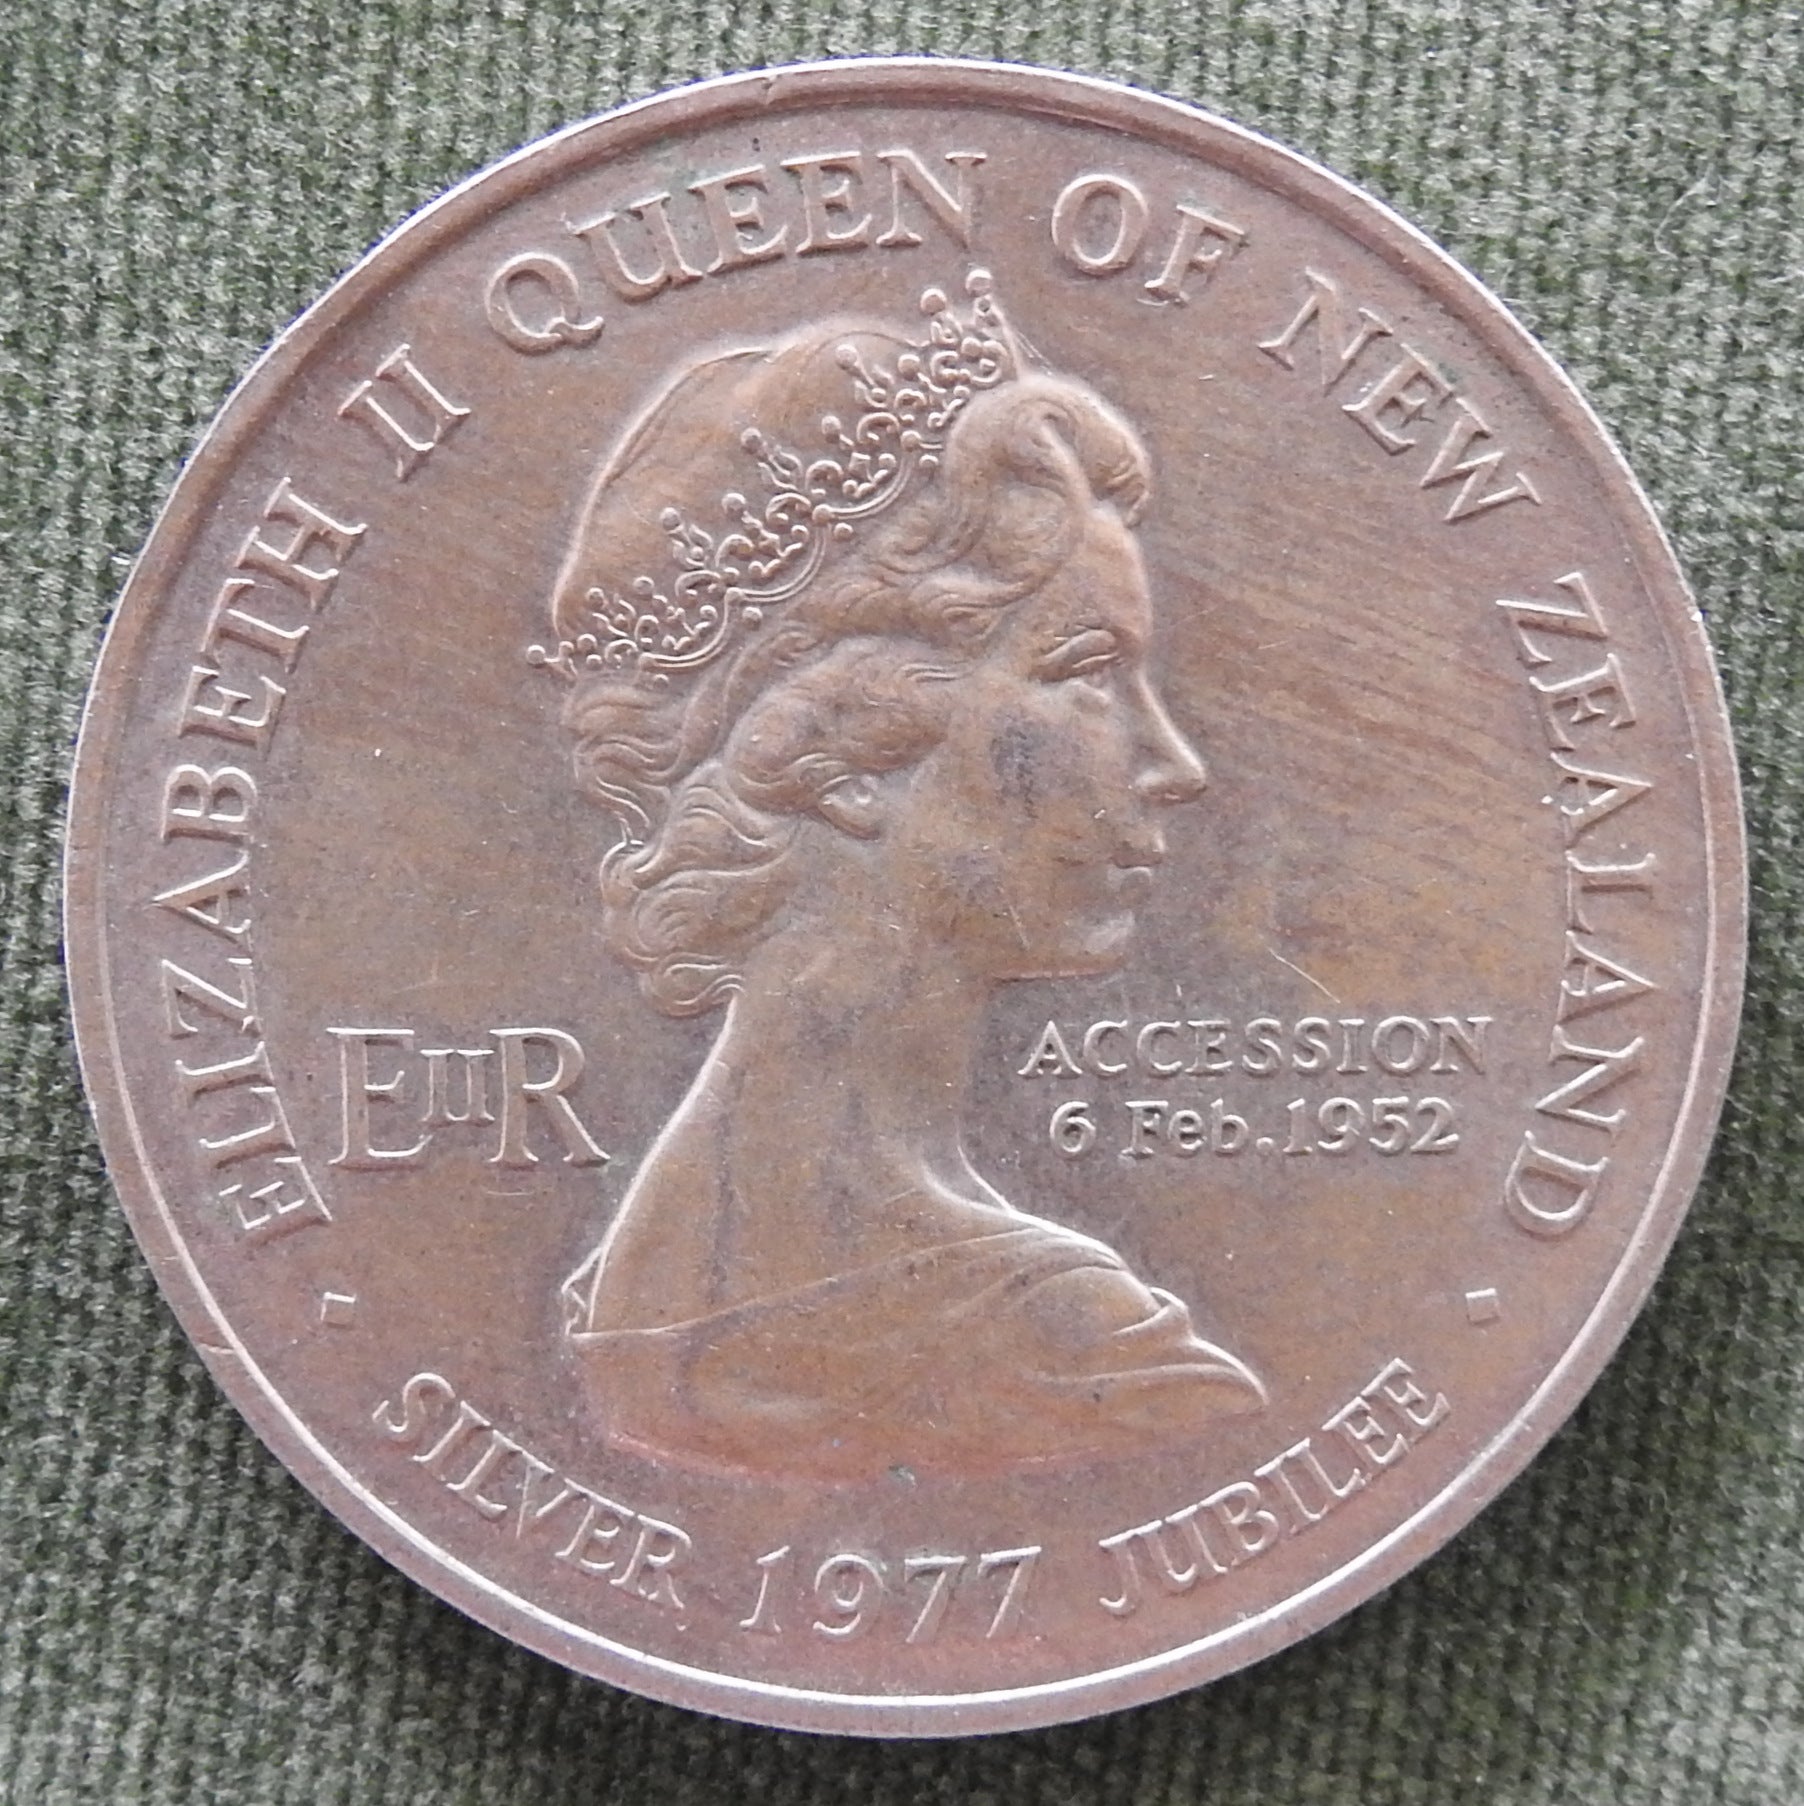 ELIZABETH II QUEEN OF NEW ZEALAND
EIIR
ACCESSION
6 Feb. 1952
SILVER 1977 JUBILEE